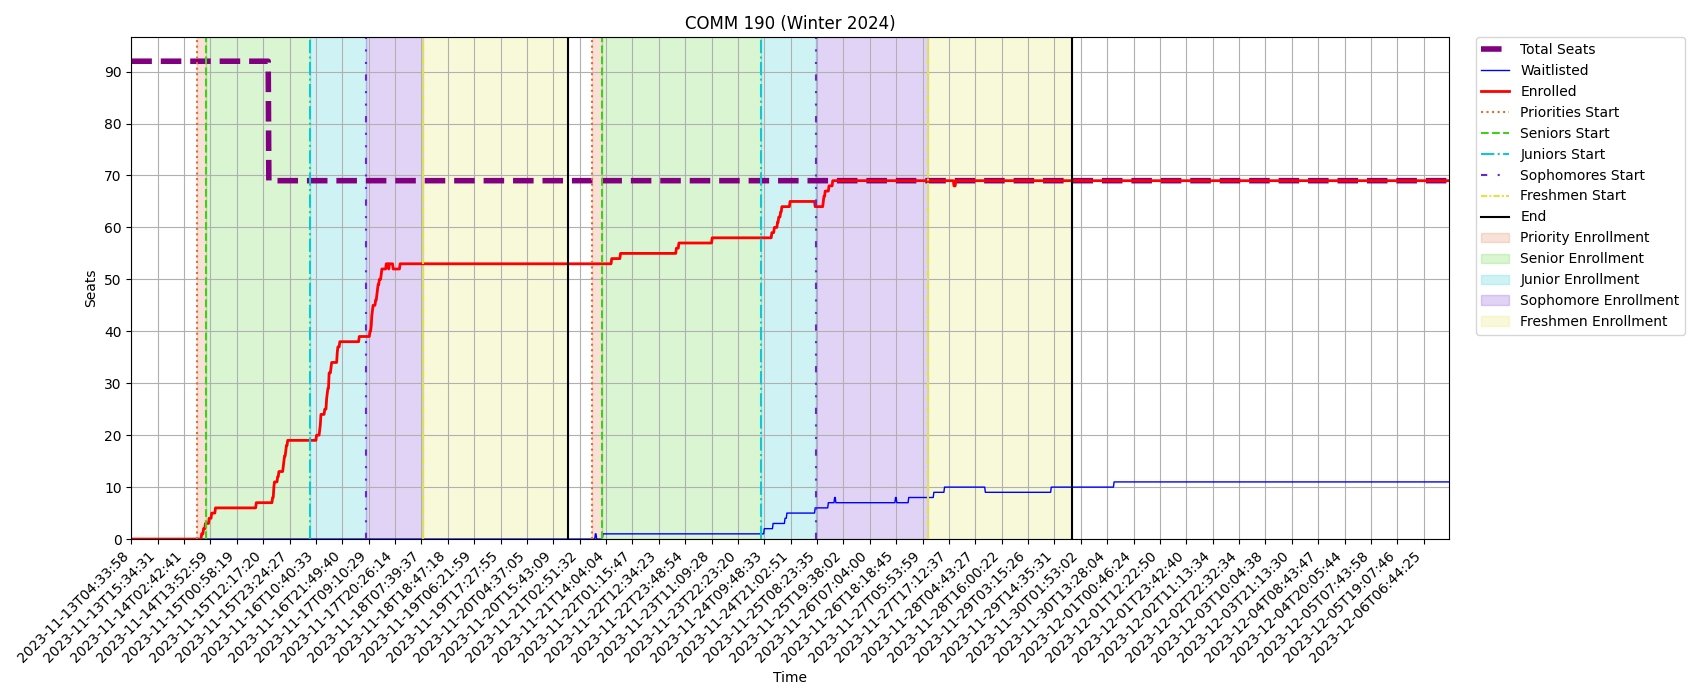 COMM 190 (Winter 2024)
Total Seats
Waitlisted
Enrolled
Priorities Start
Seniors Start
Juniors Start
Sophomores Start
Freshmen Start
End
Priority Enrollment
Senior Enrollment
Junior Enrollment
Sophomore Enrollment
Freshmen Enrollment
Seats
90
80
70
60
50
40
30
20
10
0
2023-11-13T04:33:58
2023-11-13T15:34:31
2023-11-14T02:42:41
2023-11-14T13:52:59
2023-11-15T00:58:19
2023-11-15T12:17:20
2023-11-15T23:24:27
2023-11-16T10:40:33
2023-11-16T21:49:40
2023-11-17T09:10:29
2023-11-17T20:26:14
2023-11-18T07:39:37
2023-11-18T18:47:18
2023-11-19T06:21:59
2023-11-19T17:27:55
2023-11-20T04:37:05
2023-11-20T15:43:09
2023-11-21T02:51:32
2023-11-21T14:04:04
2023-11-22T01:15:47
2023-11-22T12:34:23
2023-11-22T23:48:54
2023-11-23T11:09:28
2023-11-23T22:23:20
2023-11-24T09:48:33
2023-11-24T21:02:51
2023-11-25T08:23:35
2023-11-25T19:38:02
2023-11-26T07:04:00
2023-11-26T18:18:45
2023-11-27T05:53:59
2023-11-27T17:12:37
2023-11-28T04:43:27
2023-11-28T16:00:22
2023-11-29T03:15:26
2023-11-29T14:35:31
2023-11-30T01:53:02
2023-11-30T13:28:04
2023-12-01T00:46:24
2023-12-01T12:22:50
2023-12-01T23:42:40
2023-12-02T11:13:34
2023-12-02T22:32:34
2023-12-03T10:04:38
2023-12-03T21:13:30
2023-12-04T08:43:47
2023-12-04T20:05:44
2023-12-05T07:43:58
2023-12-05T19:07:46
2023-12-06T06:44:25
Time